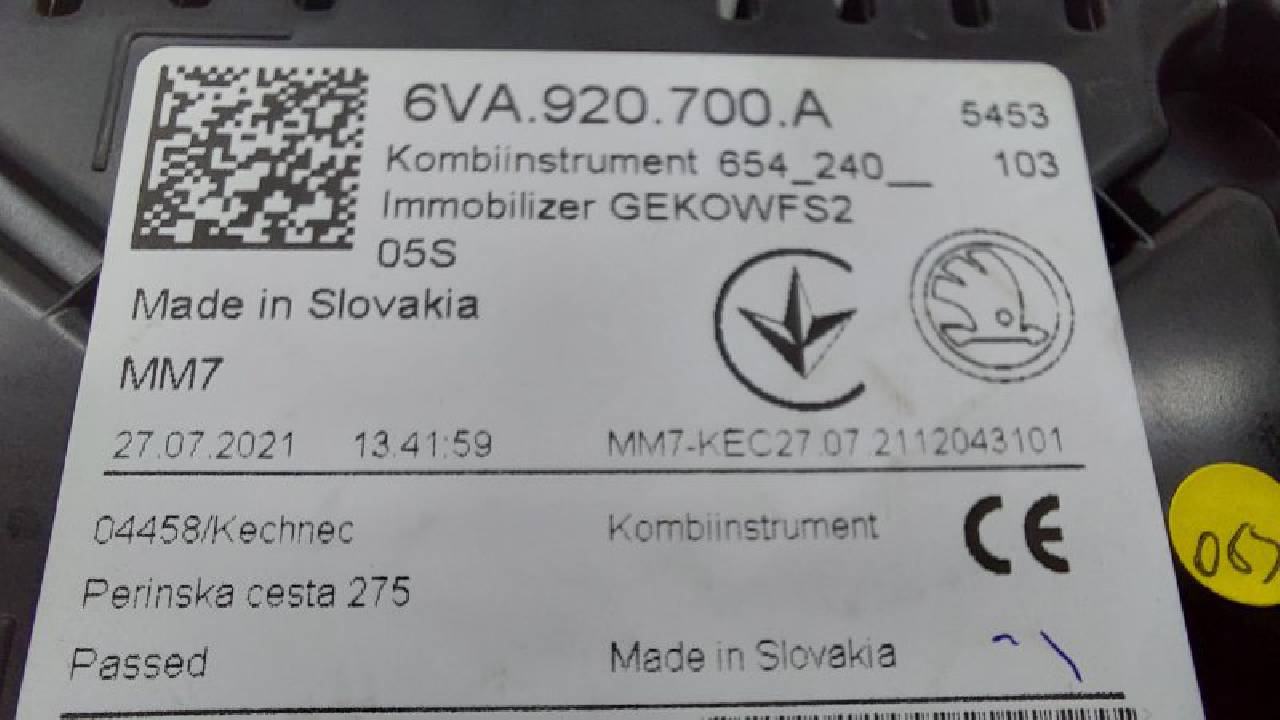 6VA.920.700.A 5453
Kombiinstrument 654_240__ 103
Immobilizer GEKOWFS2
05S
Made in Slovakia
MM7
27.07.2021 13.41:59 MM7-KEC27.07.2112043101
04458/Kechnec Kombiinstrument CE
Perinska cesta 275
Passed Made in Slovakia